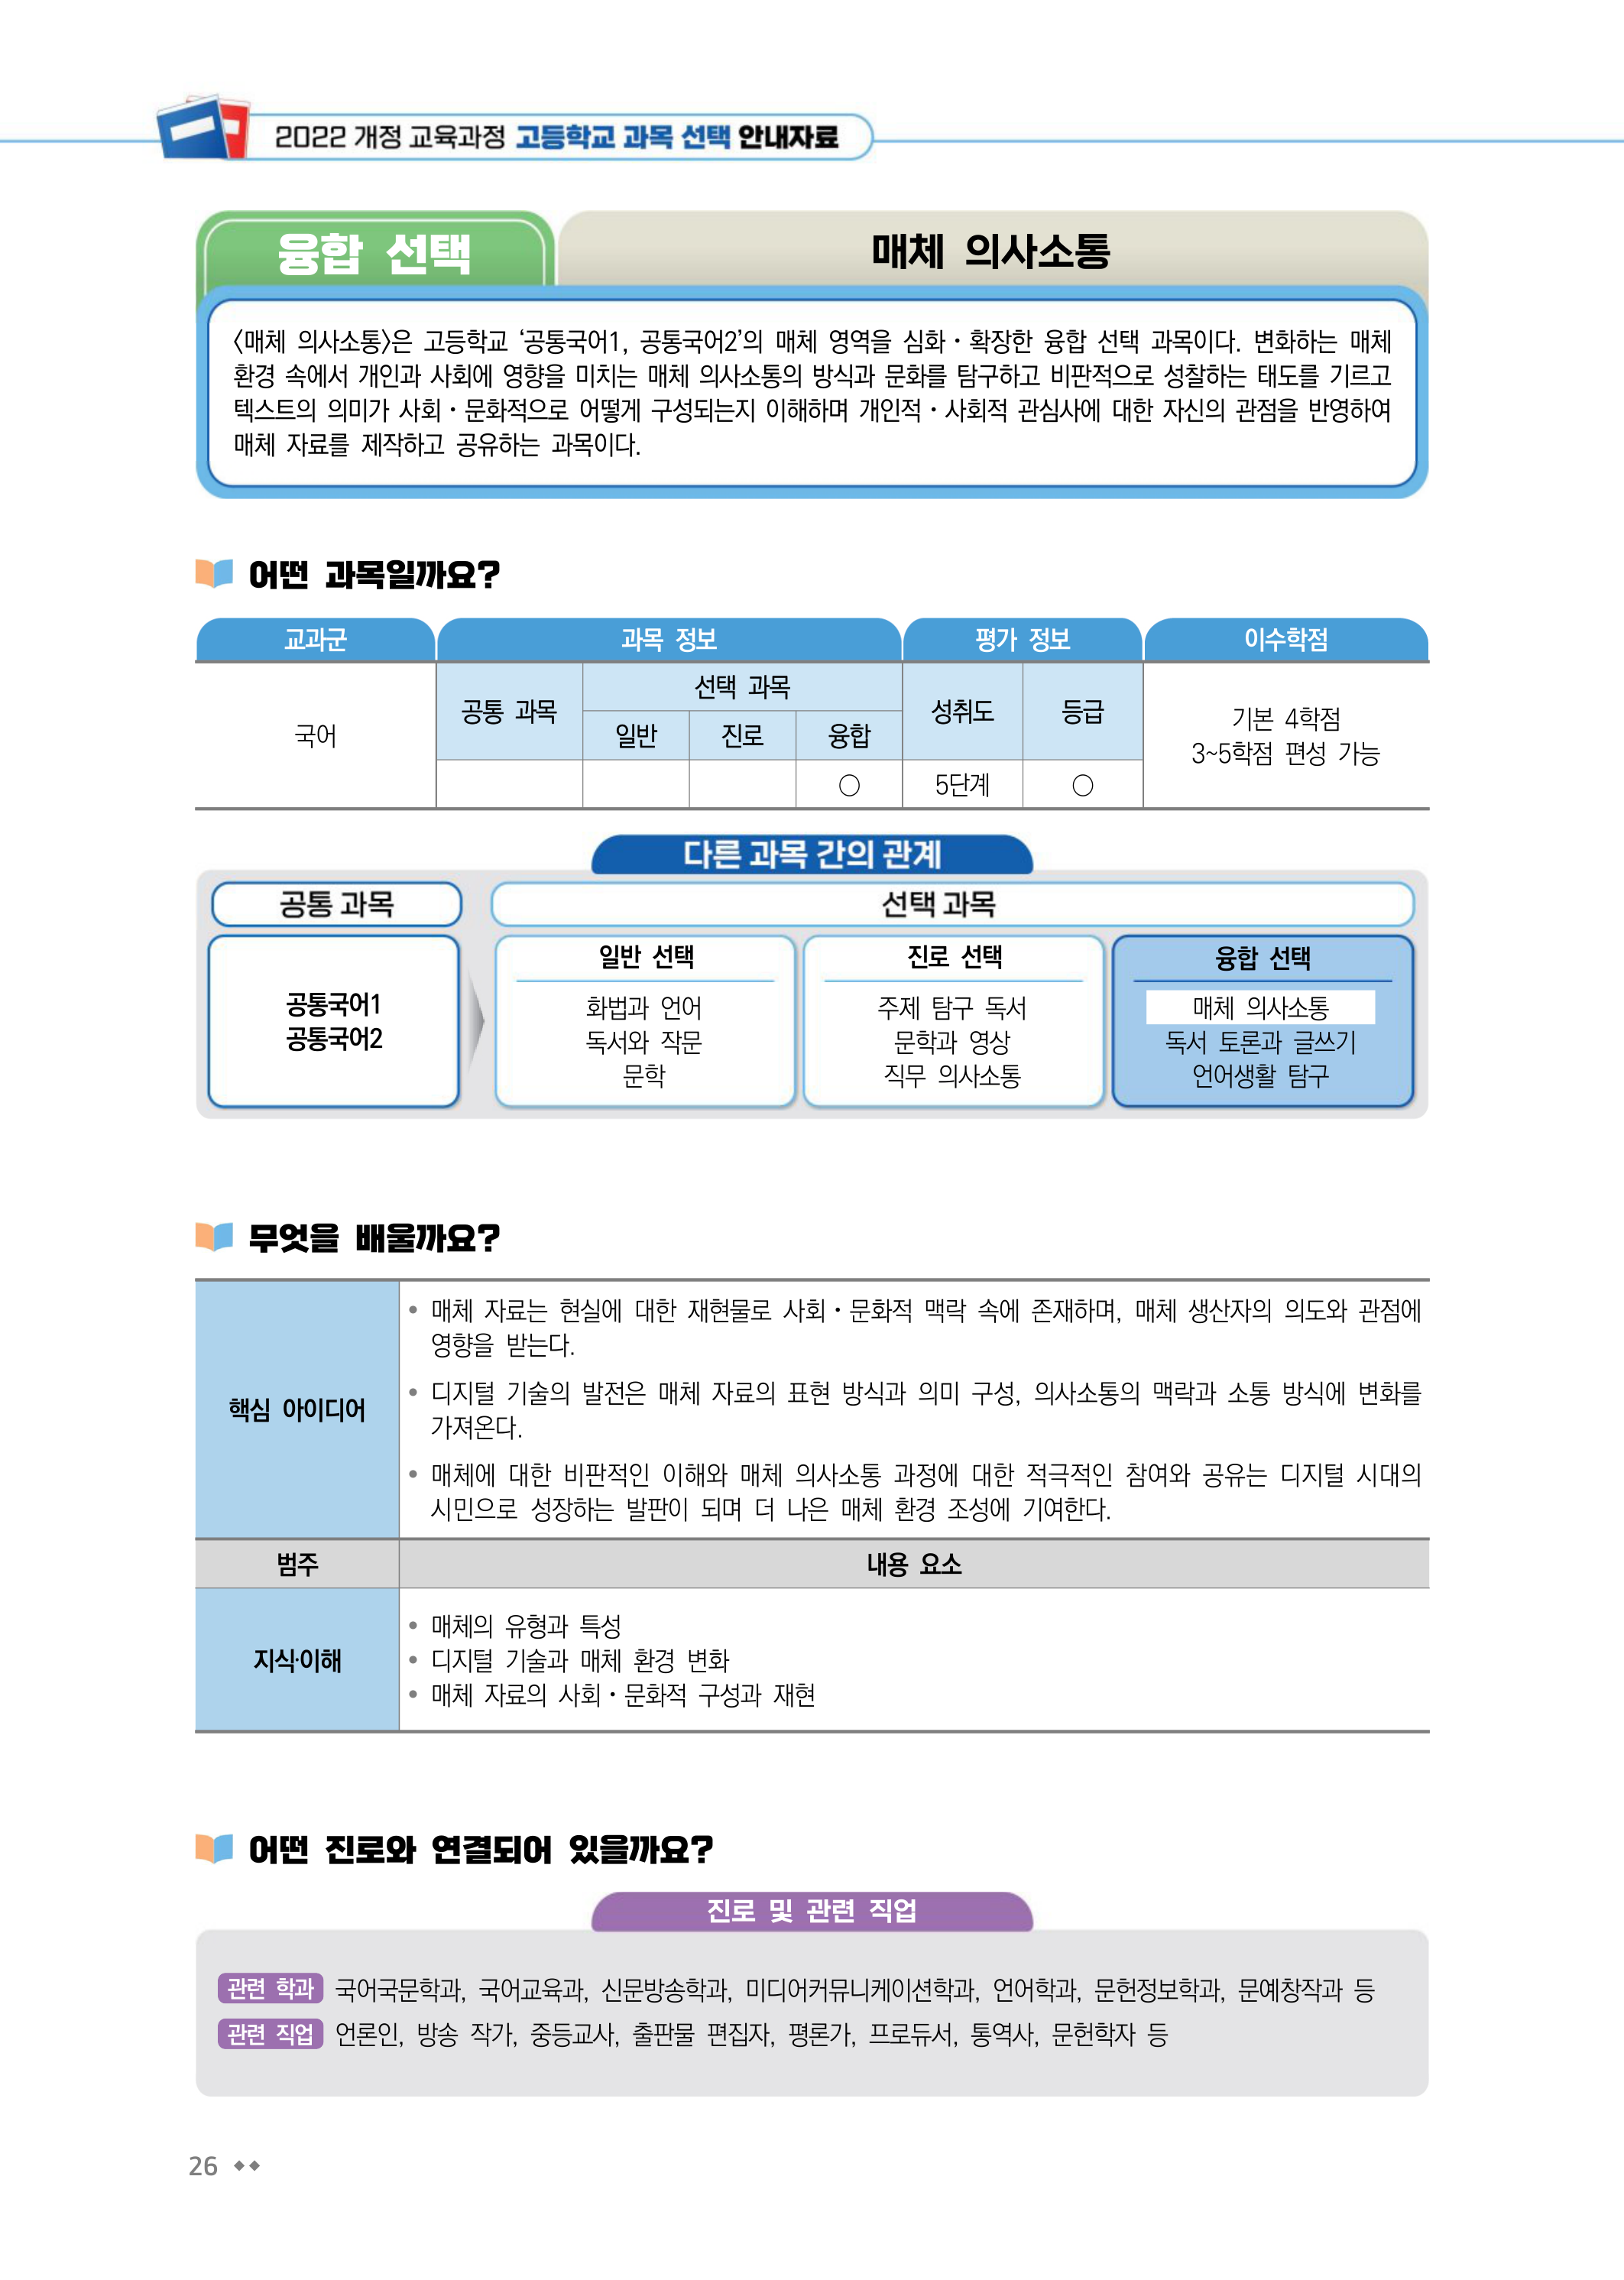 2022 개정 교육과정 고등학교 과목 선택 안내자료
융합 선택
매체 의사소통
<매체 의사소통>은 고등학교 ‘공통국어1, 공통국어2’의 매체 영역을 심화·확장한 융합 선택 과목이다. 변화하는 매체
환경 속에서 개인과 사회에 영향을 미치는 매체 의사소통의 방식과 문화를 탐구하고 비판적으로 성찰하는 태도를 기르고
텍스트의 의미가 사회·문화적으로 어떻게 구성되는지 이해하며 개인적·사회적 관심사에 대한 자신의 관점을 반영하여
매체 자료를 제작하고 공유하는 과목이다.
어떤 과목일까요?
교과군 과목 정보 평가 정보 이수학점
국어
공통 과목
선택 과목
일반 진로 융합
성취도 등급
○ 5단계 ○
기본 4학점
3~5학점 편성 가능
다른 과목 간의 관계
공통 과목
선택 과목
공통국어1
공통국어2
일반 선택
화법과 언어
독서와 작문
문학
진로 선택
주제 탐구 독서
문학과 영상
직무 의사소통
융합 선택
매체 의사소통
독서 토론과 글쓰기
언어생활 탐구
무엇을 배울까요?
핵심 아이디어
• 매체 자료는 현실에 대한 재현물로 사회·문화적 맥락 속에 존재하며, 매체 생산자의 의도와 관점에
영향을 받는다.
• 디지털 기술의 발전은 매체 자료의 표현 방식과 의미 구성, 의사소통의 맥락과 소통 방식에 변화를
가져온다.
• 매체에 대한 비판적인 이해와 매체 의사소통 과정에 대한 적극적인 참여와 공유는 디지털 시대의
시민으로 성장하는 발판이 되며 더 나은 매체 환경 조성에 기여한다.
범주 내용 요소
지식·이해
• 매체의 유형과 특성
• 디지털 기술과 매체 환경 변화
• 매체 자료의 사회·문화적 구성과 재현
어떤 진로와 연결되어 있을까요?
진로 및 관련 직업
관련 학과 국어국문학과, 국어교육과, 신문방송학과, 미디어커뮤니케이션학과, 언어학과, 문헌정보학과, 문예창작과 등
관련 직업 언론인, 방송 작가, 중등교사, 출판물 편집자, 평론가, 프로듀서, 통역사, 문헌학자 등
26 ◆◆